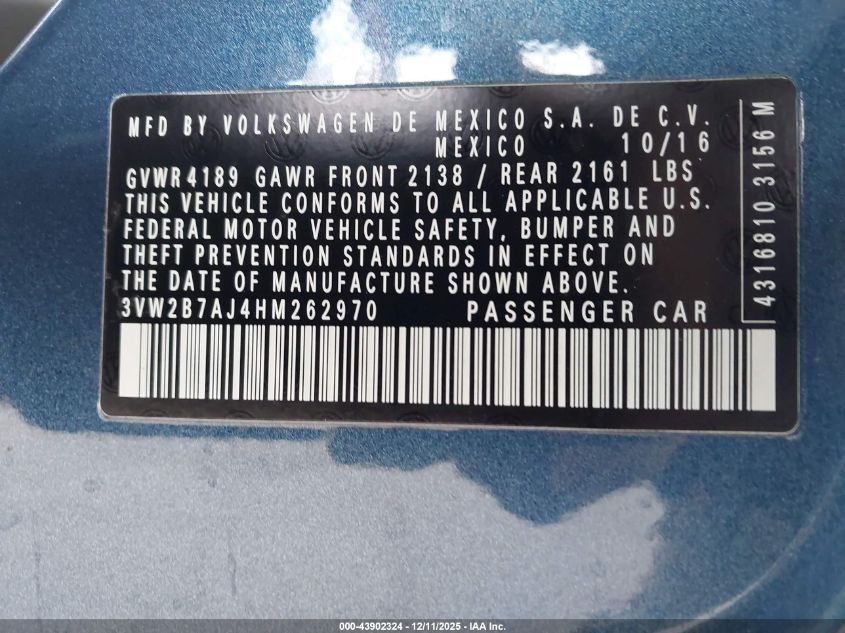 MFD BY VOLKSWAGEN DE MEXICO S.A. DE C.V.
MEXICO 10/16
GVWR 4189 GAWR FRONT 2138 / REAR 2161 LBS
THIS VEHICLE CONFORMS TO ALL APPLICABLE U.S.
FEDERAL MOTOR VEHICLE SAFETY, BUMPER AND
THEFT PREVENTION STANDARDS IN EFFECT ON
THE DATE OF MANUFACTURE SHOWN ABOVE.
3VW2B7AJ4HM262970 PASSENGER CAR
4316810 3156 M
000-43902324 - 12/11/2025 - IAA Inc.